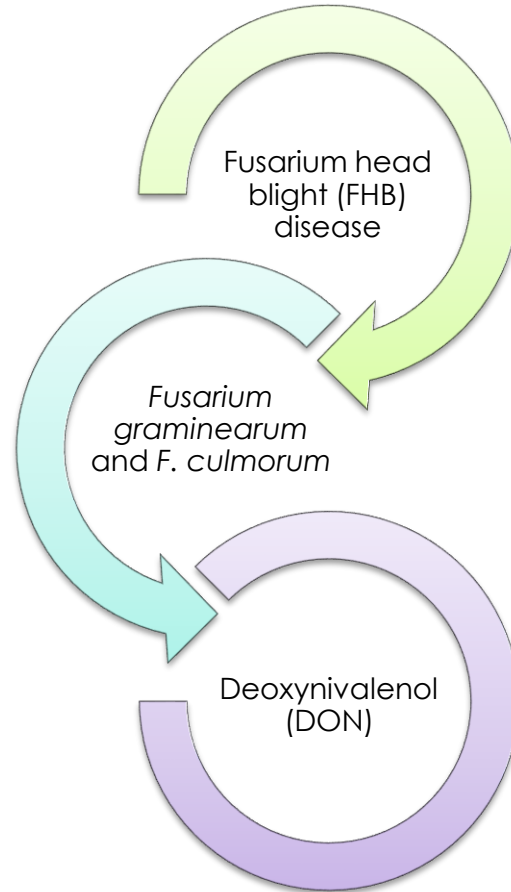 Fusarium head
blight (FHB)
disease
Fusarium
graminearum
and F. culmorum
Deoxynivalenol
(DON)